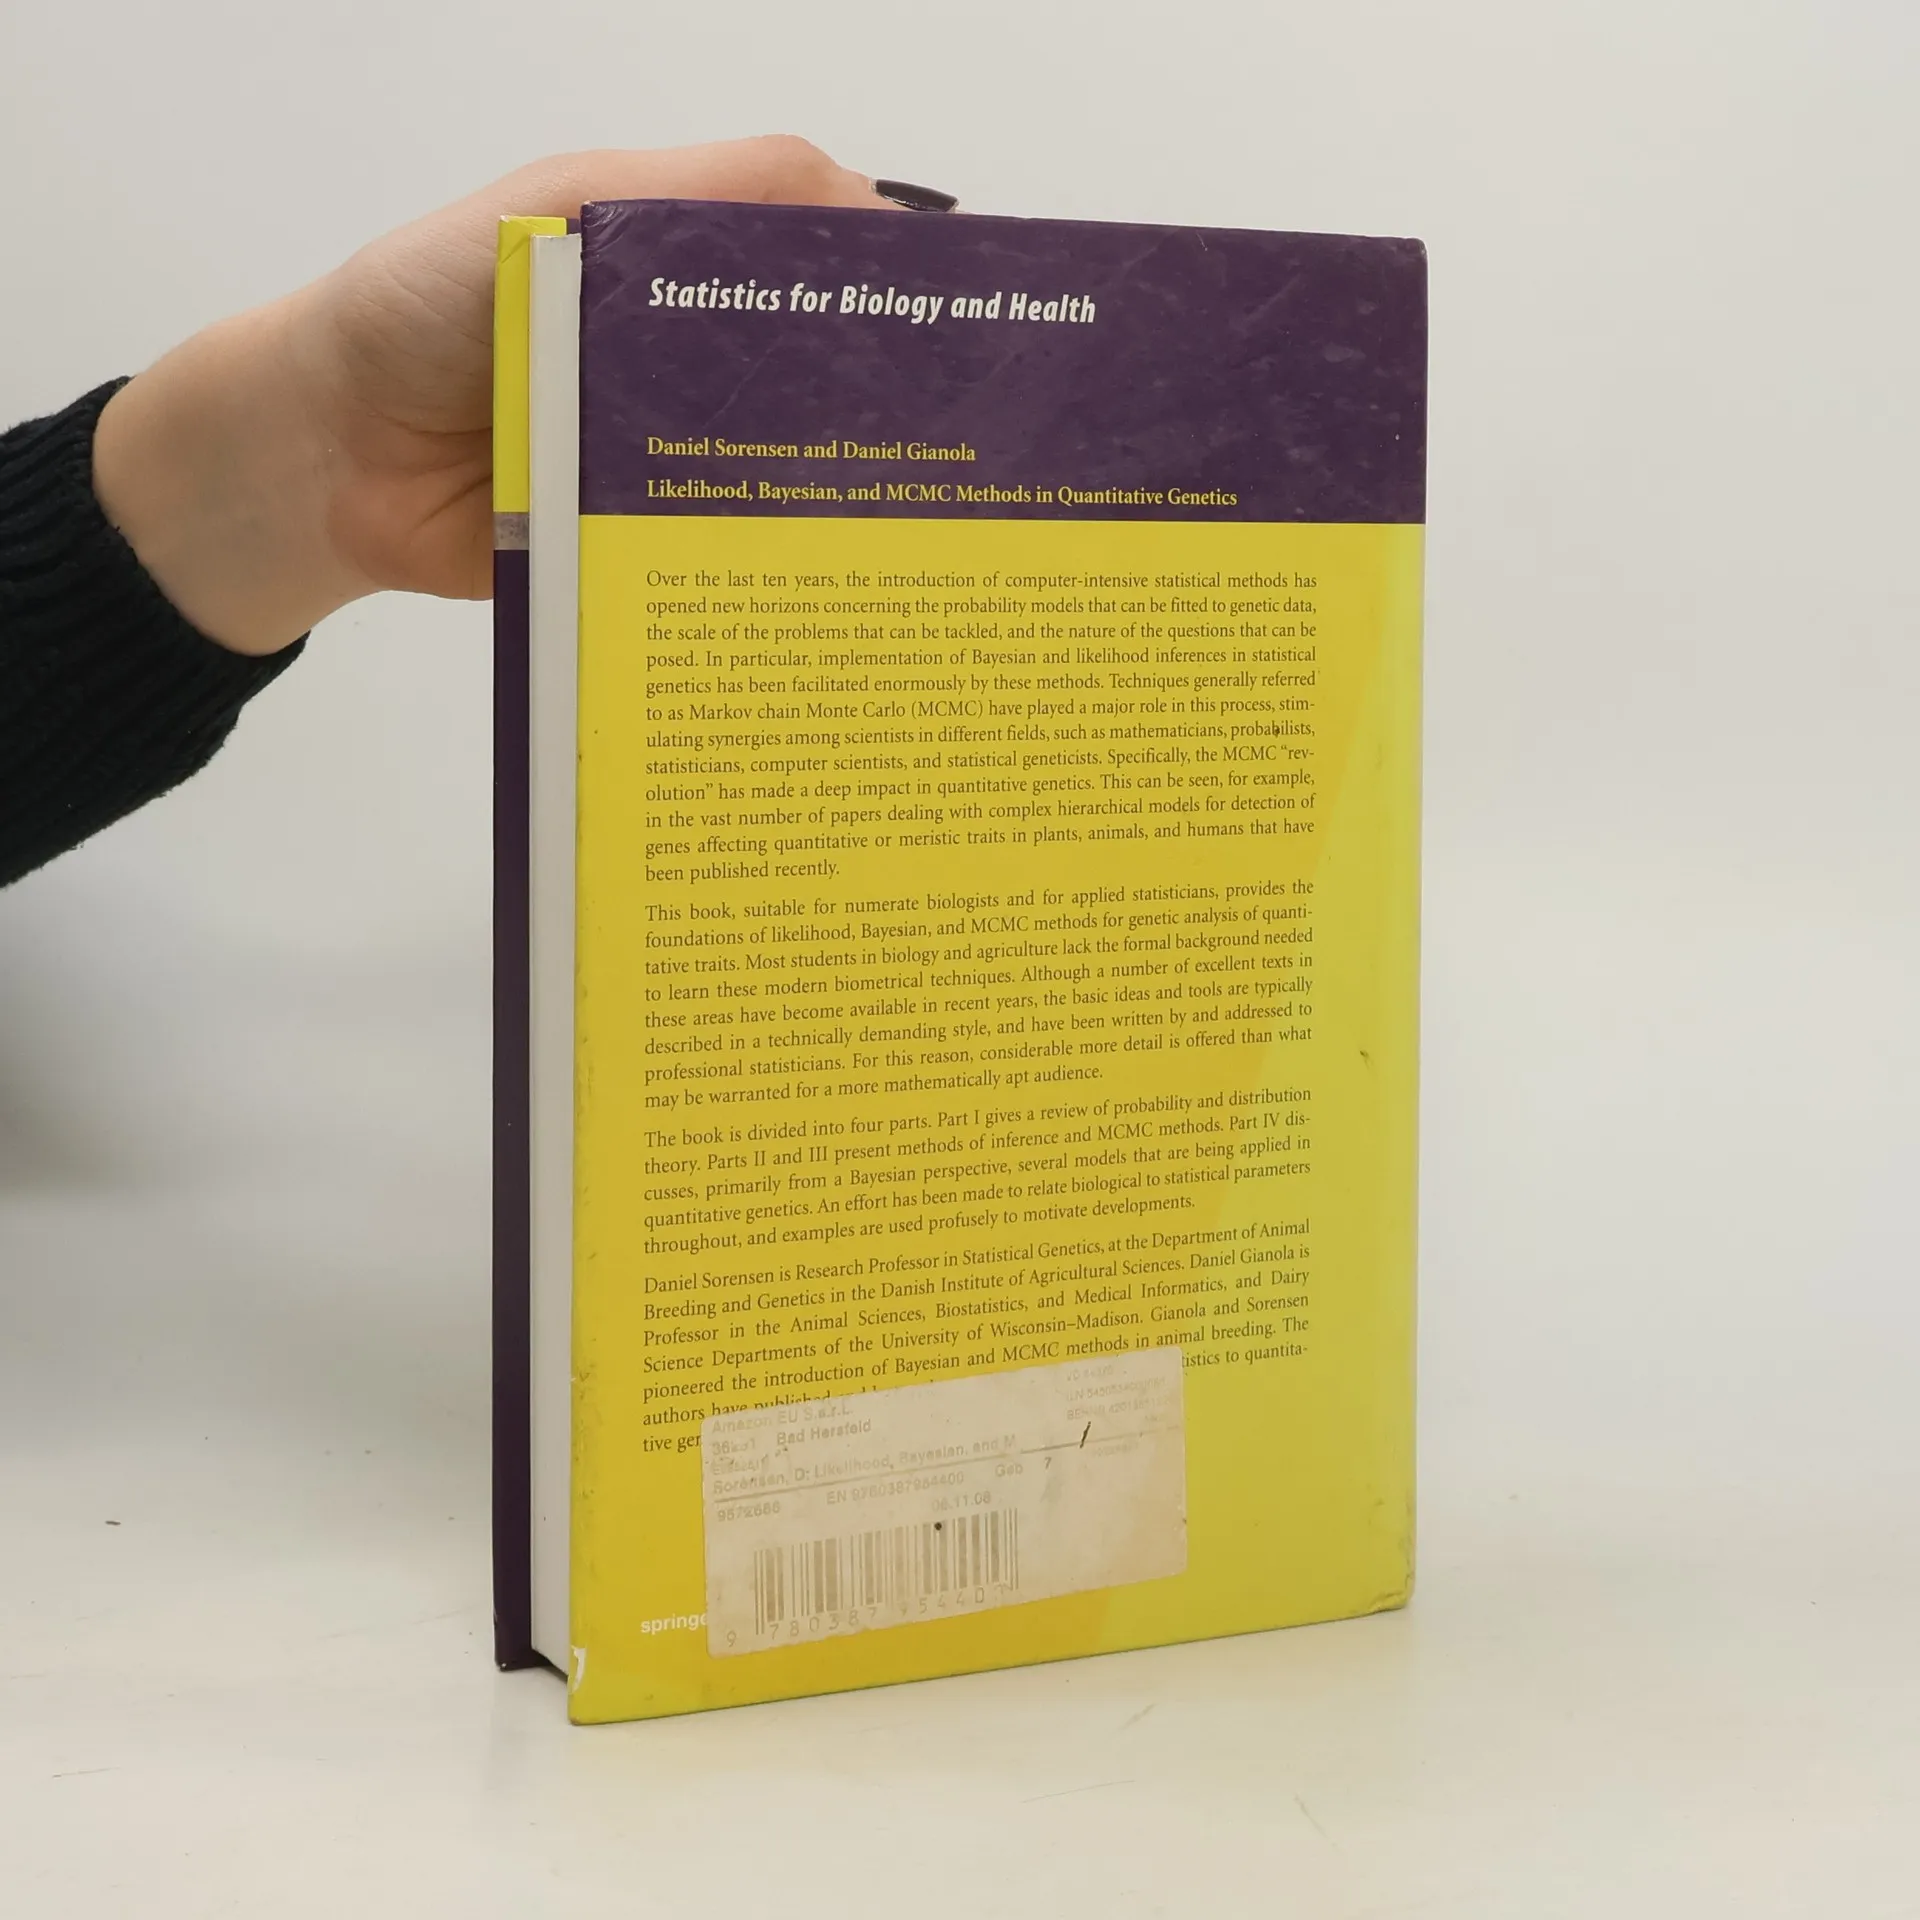 Statistics for Biology and Health
Daniel Sorensen and Daniel Gianola
Likelihood, Bayesian, and MCMC Methods in Quantitative Genetics
Over the last ten years, the introduction of computer-intensive statistical methods has
opened new horizons concerning the probability models that can be fitted to genetic data,
the scale of the problems that can be tackled, and the nature of the questions that can be
posed. In particular, implementation of Bayesian and likelihood inferences in statistical
genetics has been facilitated enormously by these methods. Techniques generally referred
to as Markov chain Monte Carlo (MCMC) have played a major role in this process, stim-
ulating synergies among scientists in different fields, such as mathematicians, probabilists,
statisticians, computer scientists, and statistical geneticists. Specifically, the MCMC “rev-
olution” has made a deep impact in quantitative genetics. This can be seen, for example,
in the vast number of papers dealing with complex hierarchical models for detection of
genes affecting quantitative or meristic traits in plants, animals, and humans that have
been published recently.
This book, suitable for numerate biologists and for applied statisticians, provides the
foundations of likelihood, Bayesian, and MCMC methods for genetic analysis of quanti-
tative traits. Most students in biology and agriculture lack the formal background needed
to learn these modern biometrical techniques. Although a number of excellent texts in
these areas have become available in recent years, the basic ideas and tools are typically
described in a technically demanding style, and have been written by and addressed to
professional statisticians. For this reason, considerable more detail is offered than what
may be warranted for a more mathematically apt audience.
The book is divided into four parts. Part I gives a review of probability and distribution
theory. Parts II and III present methods of inference and MCMC methods. Part IV dis-
cusses, primarily from a Bayesian perspective, several models that are being applied in
quantitative genetics. An effort has been made to relate biological to statistical parameters
throughout, and examples are used profusely to motivate developments.
Daniel Sorensen is Research Professor in Statistical Genetics, at the Department of Animal
Breeding and Genetics in the Danish Institute of Agricultural Sciences. Daniel Gianola is
Professor in the Animal Sciences, Biostatistics, and Medical Informatics, and Dairy
Science Departments of the University of Wisconsin–Madison. Gianola and Sorensen
pioneered the introduction of Bayesian and MCMC methods in animal breeding. The
authors have tistics to quantita-
tive
Amazon EU S.a.r.L.
Bad Hersfeld
Sorensen, D: Likelihood, Bayesian, and M
EN 9780387954400 Geb 7
9572686 06.11.08
9 780387 954407